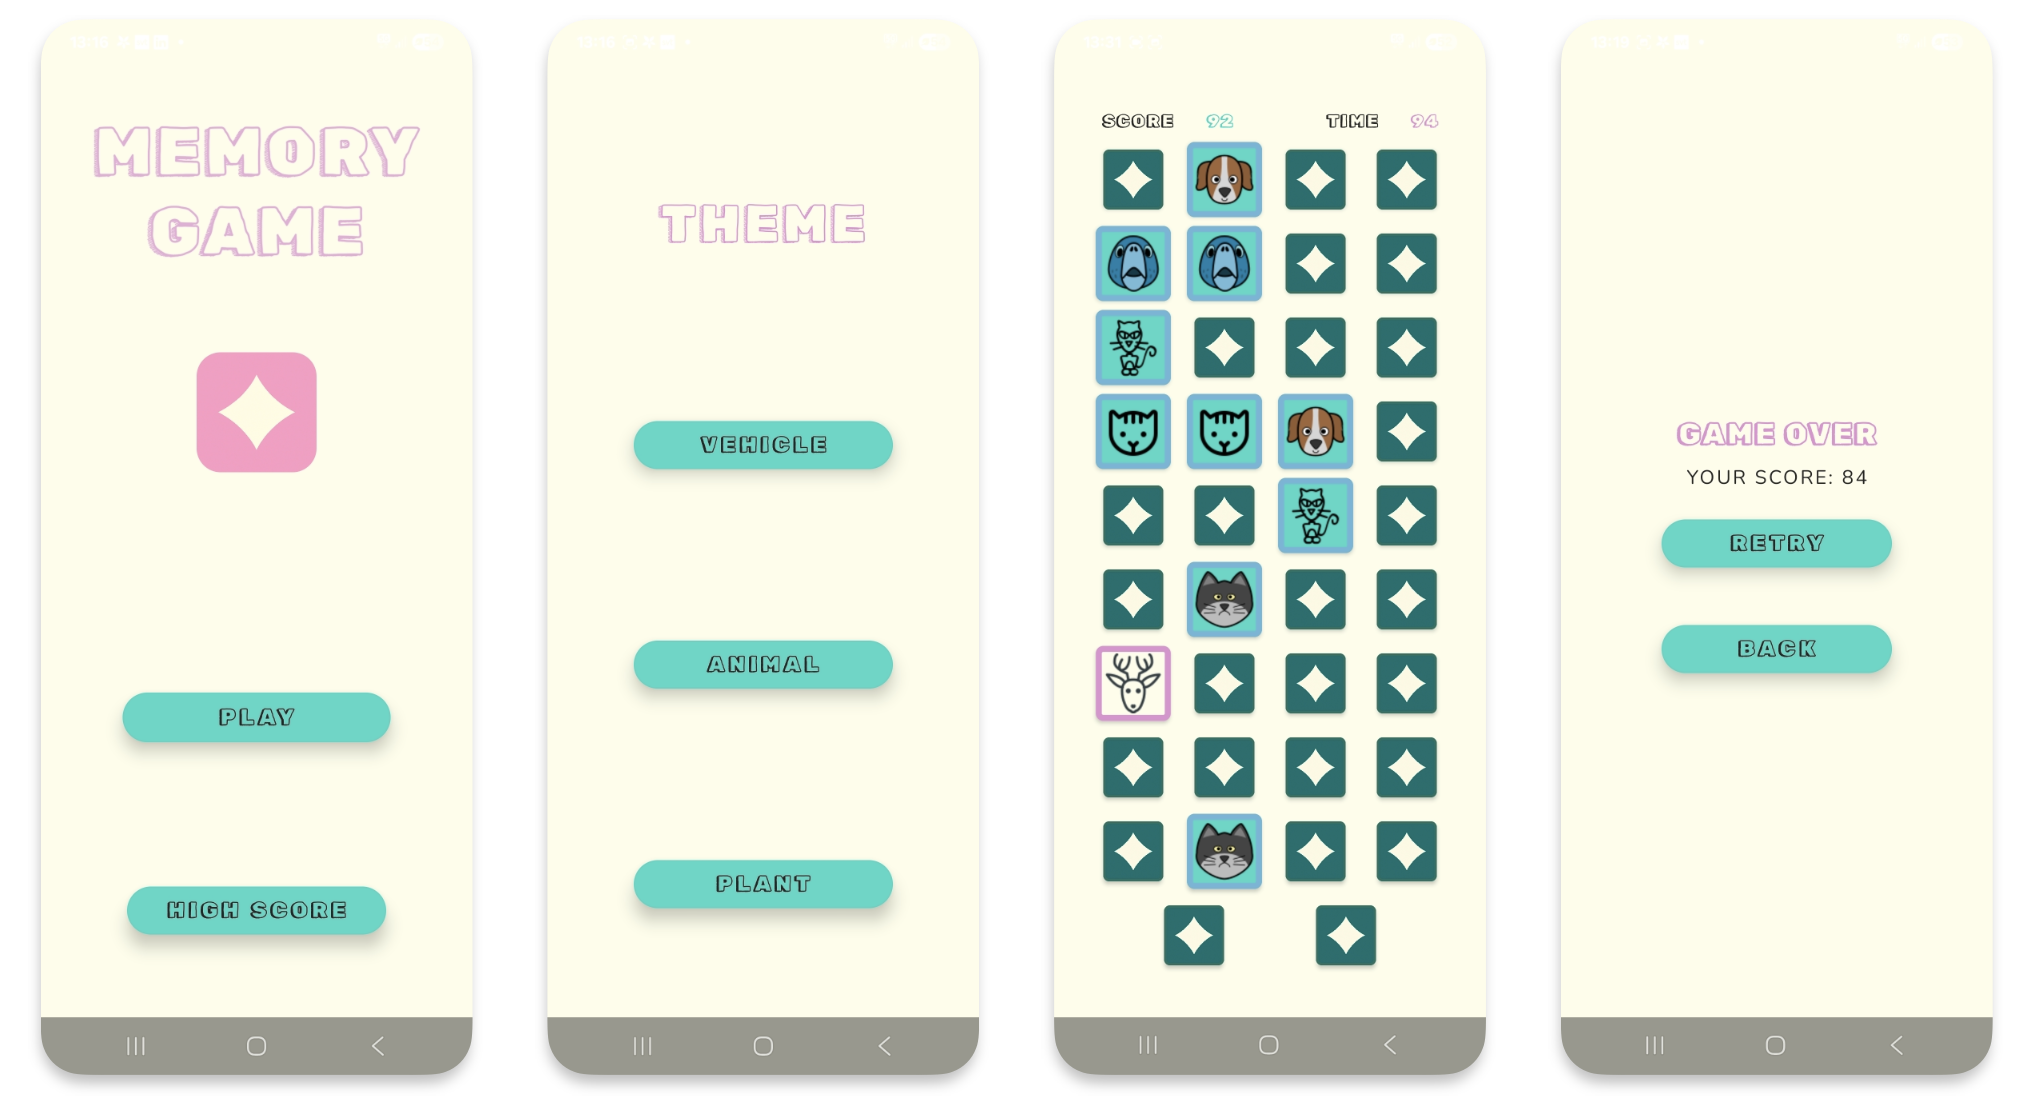 MEMORY
GAME
PLAY
HIGH SCORE
THEME
VEHICLE
ANIMAL
PLANT
SCORE 92 TIME 94
GAME OVER
YOUR SCORE: 84
RETRY
BACK